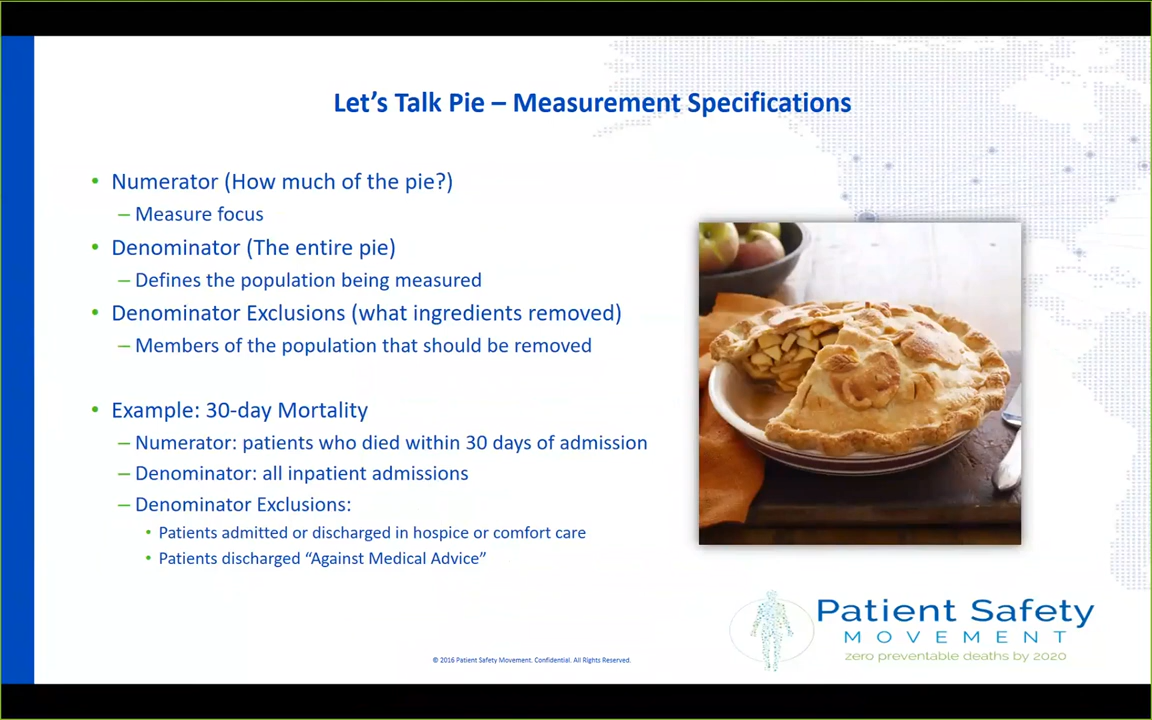 Let's Talk Pie – Measurement Specifications
• Numerator (How much of the pie?)
– Measure focus
• Denominator (The entire pie)
– Defines the population being measured
• Denominator Exclusions (what ingredients removed)
– Members of the population that should be removed
• Example: 30-day Mortality
– Numerator: patients who died within 30 days of admission
– Denominator: all inpatient admissions
– Denominator Exclusions:
• Patients admitted or discharged in hospice or comfort care
• Patients discharged “Against Medical Advice”
Patient Safety
MOVEMENT
zero preventable deaths by 2020
© 2016 Patient Safety Movement. Confidential. All Rights Reserved.